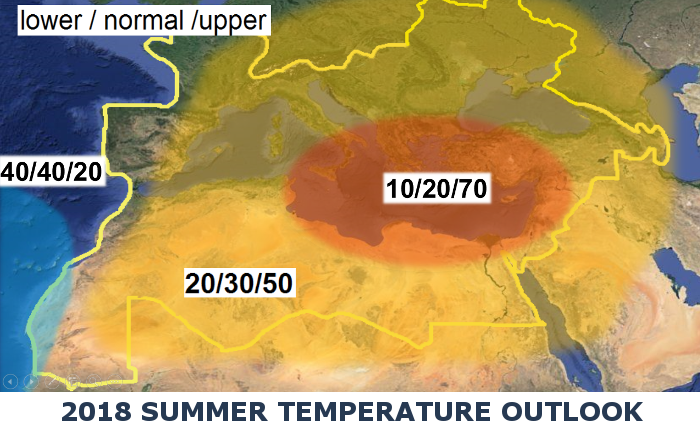 lower / normal /upper
40/40/20
10/20/70
20/30/50
2018 SUMMER TEMPERATURE OUTLOOK